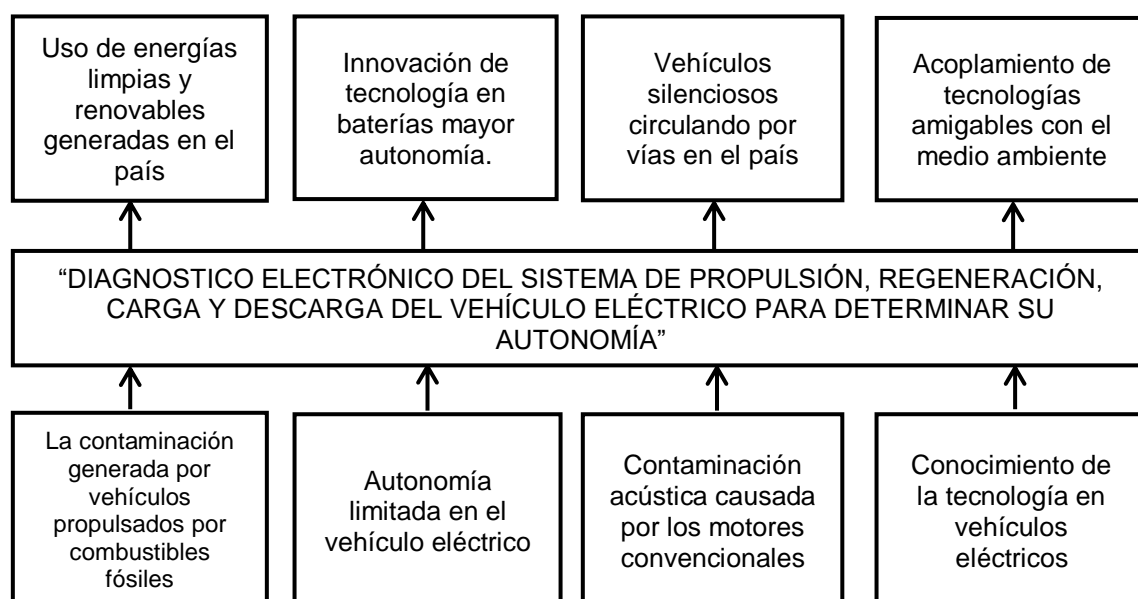 Uso de energías
limpias y
renovables
generadas en el
país
Innovación de
tecnología en
baterías mayor
autonomía.
Vehículos
silenciosos
circulando por
vías en el país
Acoplamiento de
tecnologías
amigables con el
medio ambiente
“DIAGNOSTICO ELECTRÓNICO DEL SISTEMA DE PROPULSIÓN, REGENERACIÓN,
CARGA Y DESCARGA DEL VEHÍCULO ELÉCTRICO PARA DETERMINAR SU
AUTONOMÍA”
La contaminación
generada por
vehículos
propulsados por
combustibles
fósiles
Autonomía
limitada en el
vehículo eléctrico
Contaminación
acústica causada
por los motores
convencionales
Conocimiento de
la tecnología en
vehículos
eléctricos